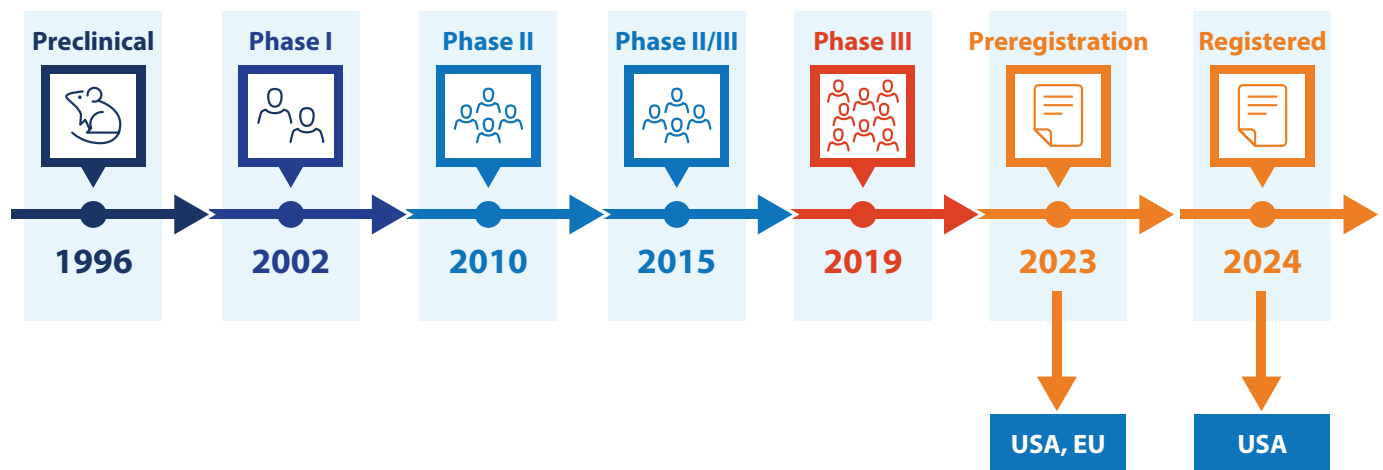 Preclinical
Phase I
Phase II
Phase II/III
Phase III
Preregistration
Registered
1996
2002
2010
2015
2019
2023
2024
USA, EU
USA